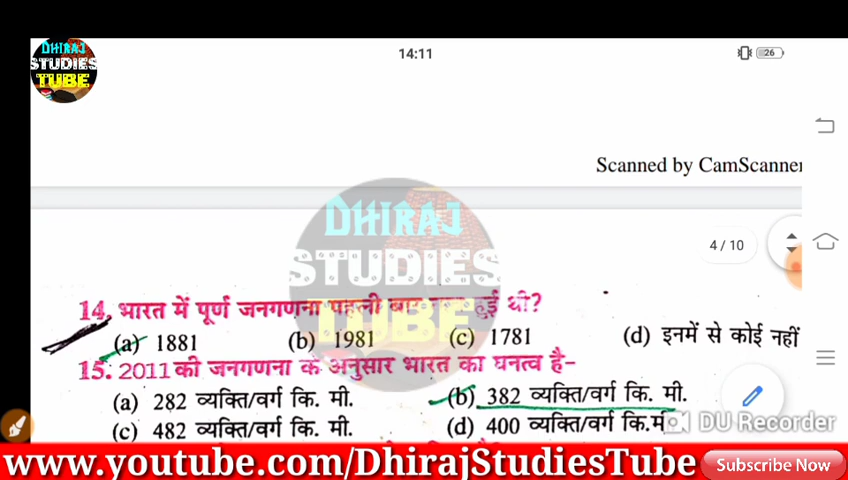 DHIRAJ
STUDIES
TUBE
14:11
26
Scanned by CamScanner
4 / 10
DHIRAJ
STUDIES
TUBE
14. भारत में पूर्ण जनगणना पहली बार हुई थी?
(a) 1881 (b) 1981 (c) 1781 (d) इनमें से कोई नहीं
15. 2011 की जनगणना के अनुसार भारत का घनत्व है-
(a) 282 व्यक्ति/वर्ग कि. मी. (b) 382 व्यक्ति/वर्ग कि. मी.
(c) 482 व्यक्ति/वर्ग कि. मी. (d) 400 व्यक्ति/वर्ग कि.
DU Recorder
www.youtube.com/DhirajStudiesTube
Subscribe Now